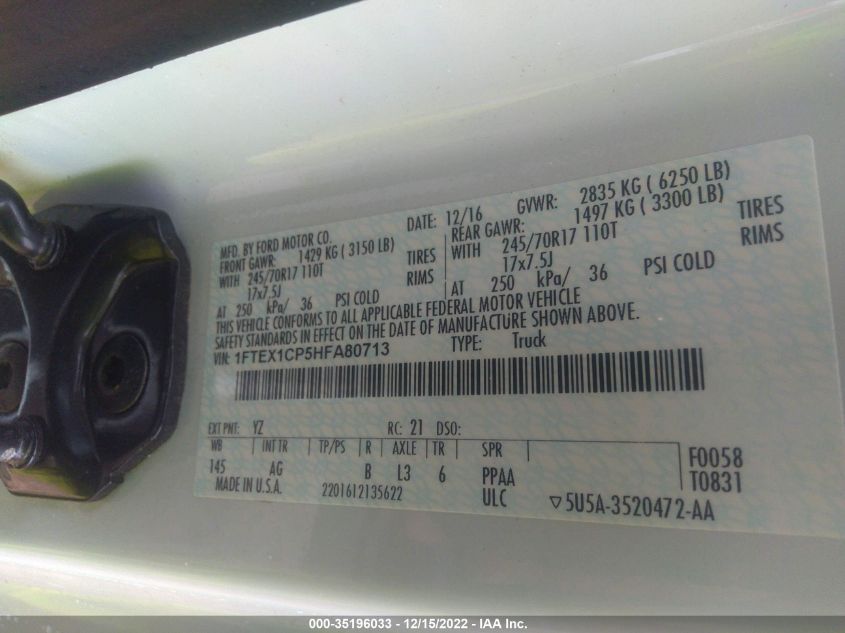 MFD. BY FORD MOTOR CO.
DATE: 12/16 GVWR: 2835 KG ( 6250 LB)
FRONT GAWR: 1429 KG ( 3150 LB)
REAR GAWR: 1497 KG ( 3300 LB)
WITH 245/70R17 110T TIRES
WITH 245/70R17 110T TIRES
17x7.5J RIMS
17x7.5J RIMS
AT 250 kPa/ 36 PSI COLD
AT 250 kPa/ 36 PSI COLD
THIS VEHICLE CONFORMS TO ALL APPLICABLE FEDERAL MOTOR VEHICLE
SAFETY STANDARDS IN EFFECT ON THE DATE OF MANUFACTURE SHOWN ABOVE.
VIN: 1FTEX1CP5HFA80713 TYPE: Truck
EXT PNT: YZ RC: 21 DSO:
WB INT TR TP/PS R AXLE TR SPR
145 AG B L3 6 PPAA
F0058
T0831
MADE IN U.S.A. 2201612135622 ULC ▽5U5A-3520472-AA
000-35196033 - 12/15/2022 - IAA Inc.